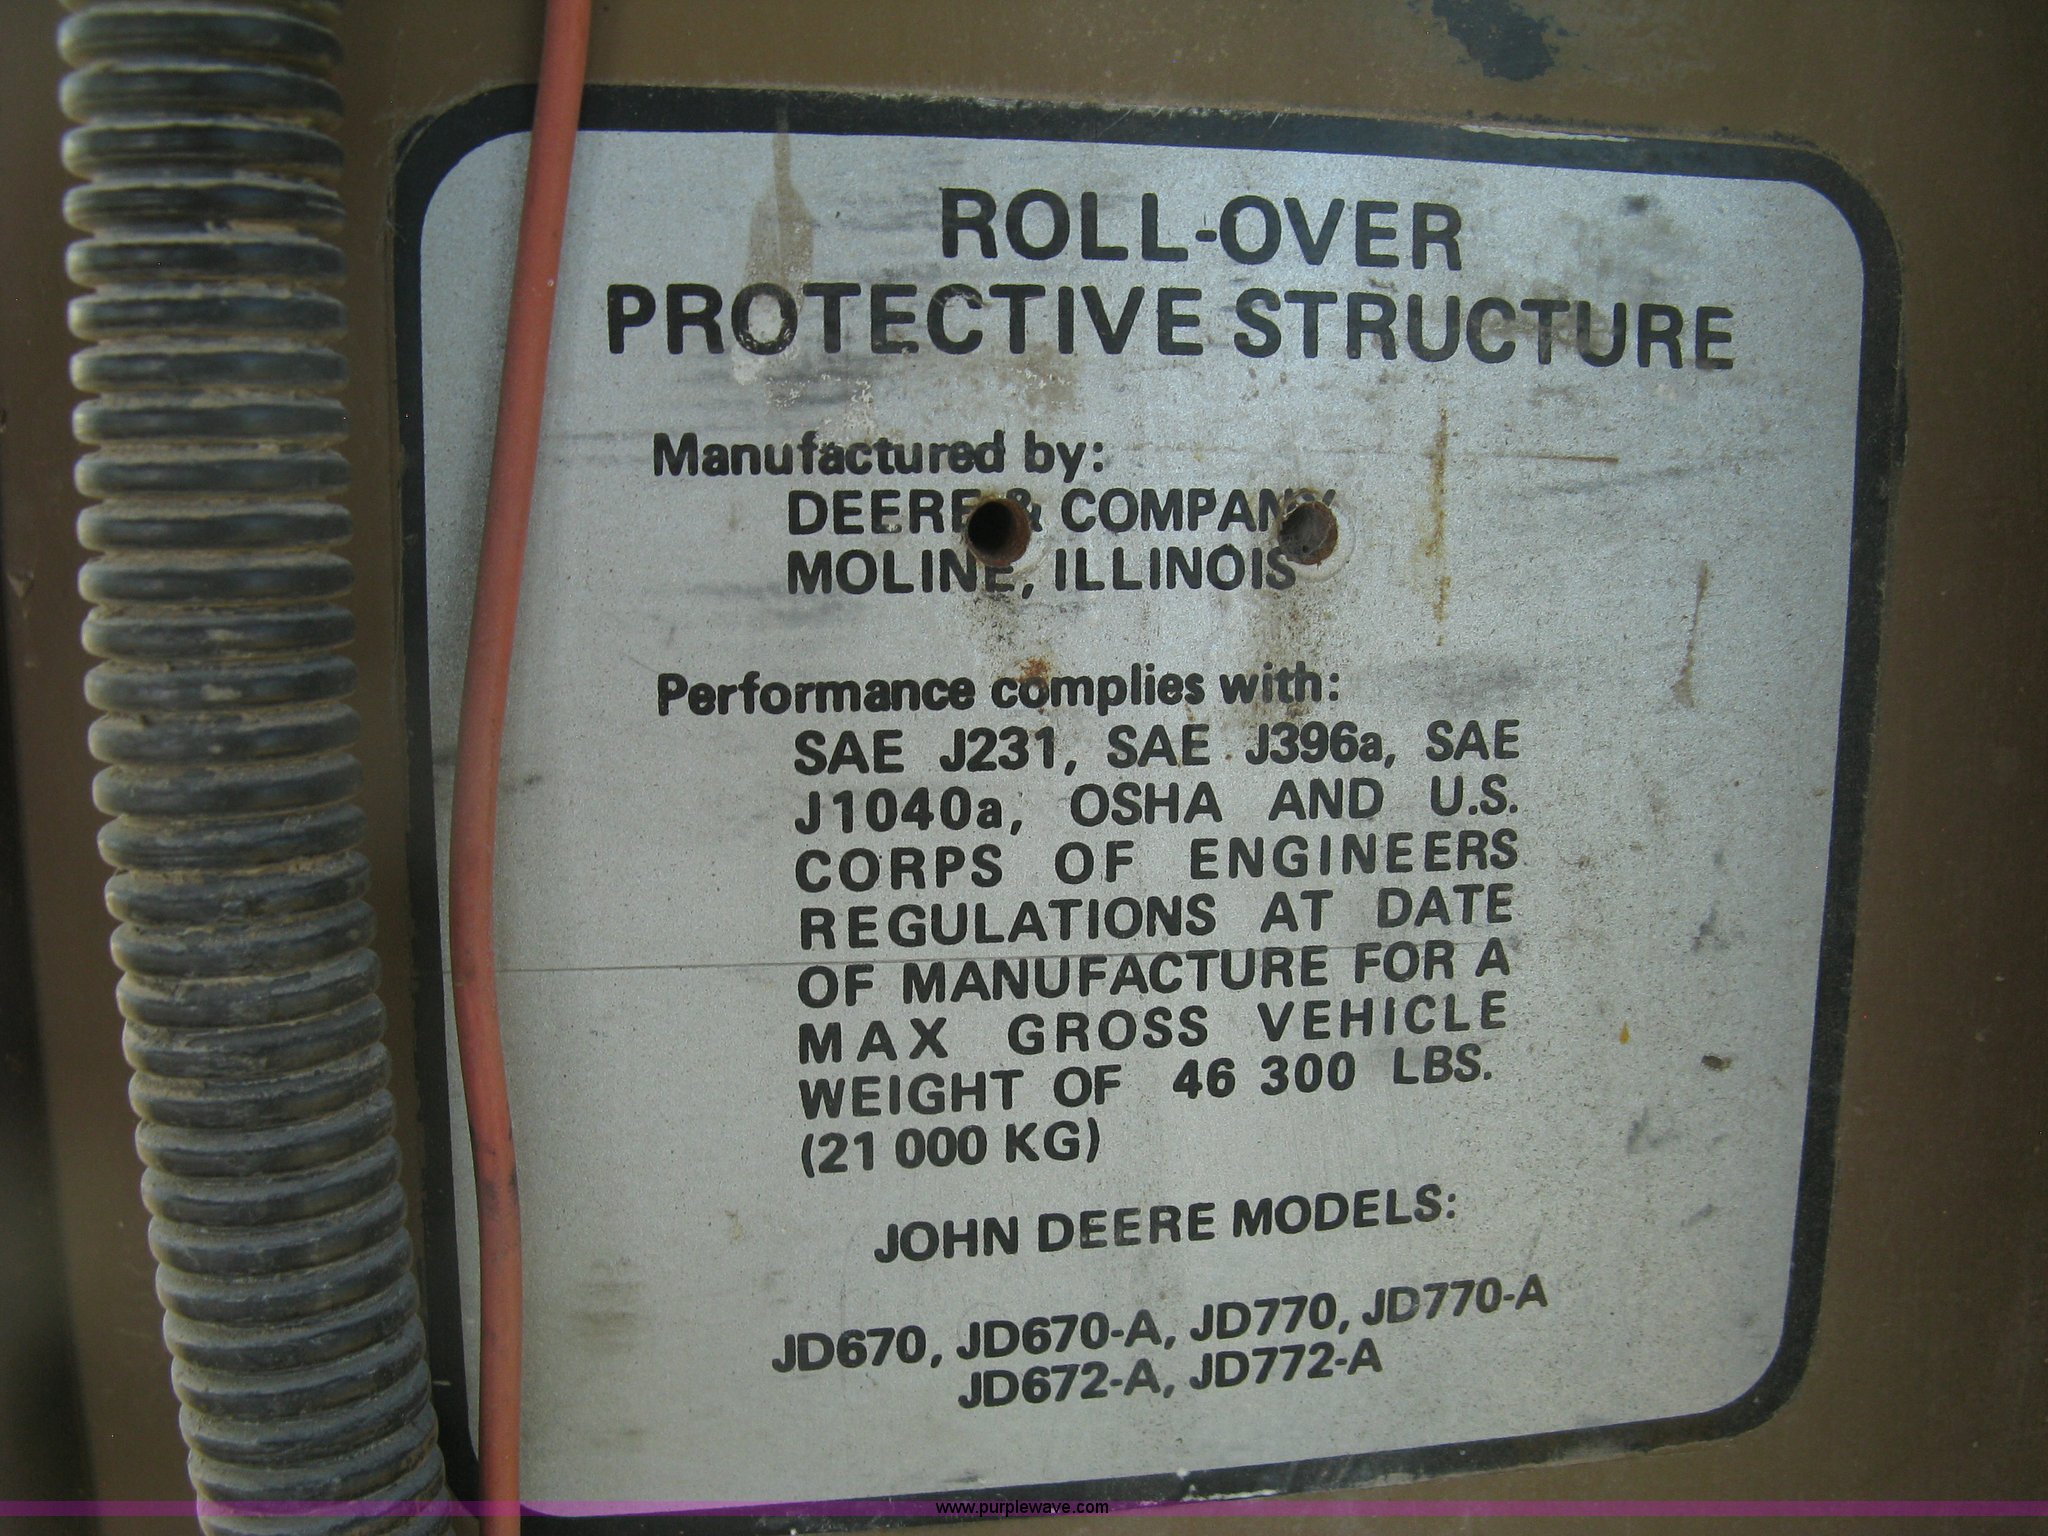 ROLL-OVER
PROTECTIVE STRUCTURE
Manufactured by:
DEERE & COMPANY
MOLINE, ILLINOIS
Performance complies with:
SAE J231, SAE J396a, SAE
J1040a, OSHA AND U.S.
CORPS OF ENGINEERS
REGULATIONS AT DATE
OF MANUFACTURE FOR A
MAX GROSS VEHICLE
WEIGHT OF 46 300 LBS.
(21 000 KG)
JOHN DEERE MODELS:
JD670, JD670-A, JD770, JD770-A
JD672-A, JD772-A
www.purplewave.com